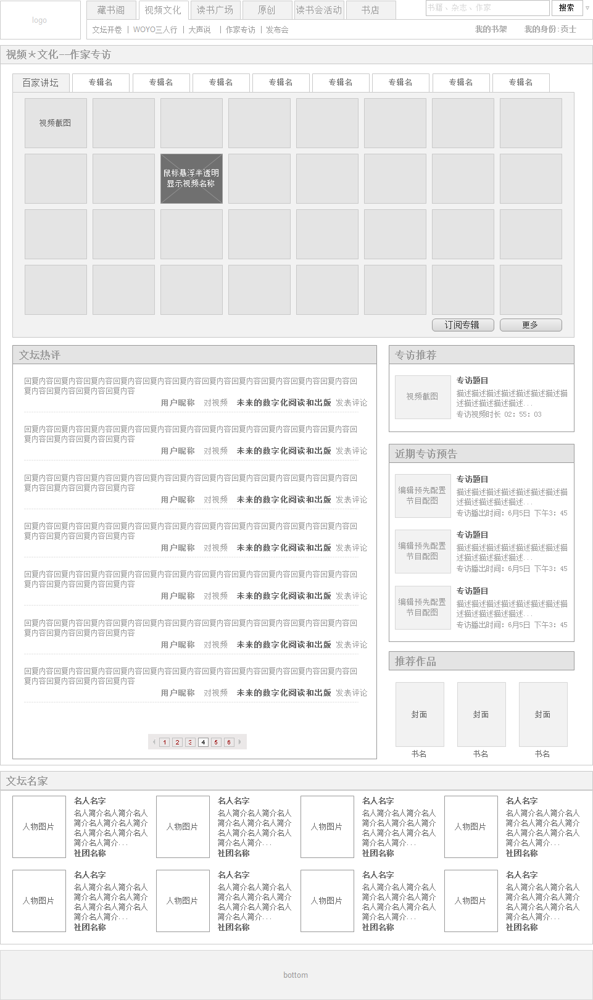 logo
藏书阁 视频文化 读书广场 原创 读书会活动 书店
书籍、杂志、作家 搜索
文坛开卷 | WOYO三人行 | 大声说 | 作家专访 | 发布会
我的书架 我的身份:贡士
视频*文化--作家专访
百家讲坛 专辑名 专辑名 专辑名 专辑名 专辑名 专辑名 专辑名 专辑名
视频截图
鼠标悬浮半透明
显示视频名称
订阅专辑 更多
文坛热评
回复内容回复内容回复内容回复内容回复内容回复内容回复内容回复内容回复内容回复内容回复内容回
复内容回复内容回复内容回复内容
用户昵称 对视频 未来的数字化阅读和出版 发表评论
回复内容回复内容回复内容回复内容回复内容回复内容回复内容回复内容回复内容回复内容回复内容回
复内容回复内容回复内容回复内容
用户昵称 对视频 未来的数字化阅读和出版 发表评论
回复内容回复内容回复内容回复内容回复内容回复内容回复内容回复内容回复内容回复内容回复内容回
复内容回复内容回复内容回复内容
用户昵称 对视频 未来的数字化阅读和出版 发表评论
回复内容回复内容回复内容回复内容回复内容回复内容回复内容回复内容回复内容回复内容回复内容回
复内容回复内容回复内容回复内容
用户昵称 对视频 未来的数字化阅读和出版 发表评论
回复内容回复内容回复内容回复内容回复内容回复内容回复内容回复内容回复内容回复内容回复内容回
复内容回复内容回复内容回复内容
用户昵称 对视频 未来的数字化阅读和出版 发表评论
回复内容回复内容回复内容回复内容回复内容回复内容回复内容回复内容回复内容回复内容回复内容回
复内容回复内容回复内容回复内容
用户昵称 对视频 未来的数字化阅读和出版 发表评论
回复内容回复内容回复内容回复内容回复内容回复内容回复内容回复内容回复内容回复内容回复内容回
复内容回复内容回复内容回复内容
用户昵称 对视频 未来的数字化阅读和出版 发表评论
1 2 3 4 5 6
专访推荐
视频截图
专访题目
描述描述描述描述描述描述描述描
述描述描述描述描述...
专访视频时长 02：55：03
近期专访预告
编辑预先配置
节目配图
专访题目
描述描述描述描述描述描述描述描
述描述描述描述描述...
专访播出时间：6月5日 下午3：45
编辑预先配置
节目配图
专访题目
描述描述描述描述描述描述描述描
述描述描述描述描述...
专访播出时间：6月5日 下午3：45
编辑预先配置
节目配图
专访题目
描述描述描述描述描述描述描述描
述描述描述描述描述...
专访播出时间：6月5日 下午3：45
推荐作品
封面 封面 封面
书名 书名 书名
文坛名家
人物图片
名人名字
名人简介名人简介名人
简介名人简介名人简介
名人简介名人简介名人
简介名人简介...
社团名称
人物图片
名人名字
名人简介名人简介名人
简介名人简介名人简介
名人简介名人简介名人
简介名人简介...
社团名称
人物图片
名人名字
名人简介名人简介名人
简介名人简介名人简介
名人简介名人简介名人
简介名人简介...
社团名称
人物图片
名人名字
名人简介名人简介名人
简介名人简介名人简介
名人简介名人简介名人
简介名人简介...
社团名称
人物图片
名人名字
名人简介名人简介名人
简介名人简介名人简介
名人简介名人简介名人
简介名人简介...
社团名称
人物图片
名人名字
名人简介名人简介名人
简介名人简介名人简介
名人简介名人简介名人
简介名人简介...
社团名称
人物图片
名人名字
名人简介名人简介名人
简介名人简介名人简介
名人简介名人简介名人
简介名人简介...
社团名称
人物图片
名人名字
名人简介名人简介名人
简介名人简介名人简介
名人简介名人简介名人
简介名人简介...
社团名称
bottom